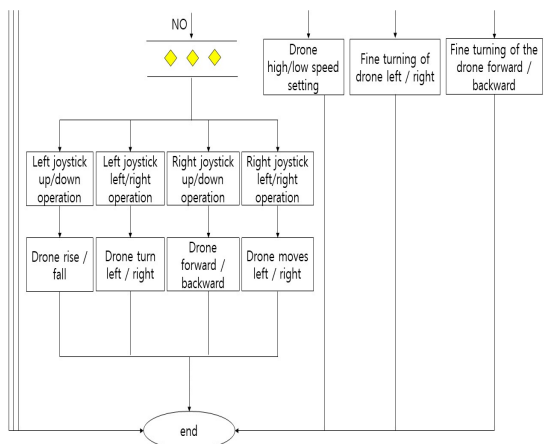 NO
Drone
high/low speed
setting
Fine turning of
drone left / right
Fine turning of the
drone forward /
backward
Left joystick
up/down
operation
Left joystick
left/right
operation
Right joystick
up/down
operation
Right joystick
left/right
operation
Drone rise /
fall
Drone turn
left / right
Drone
forward /
backward
Drone moves
left / right
end